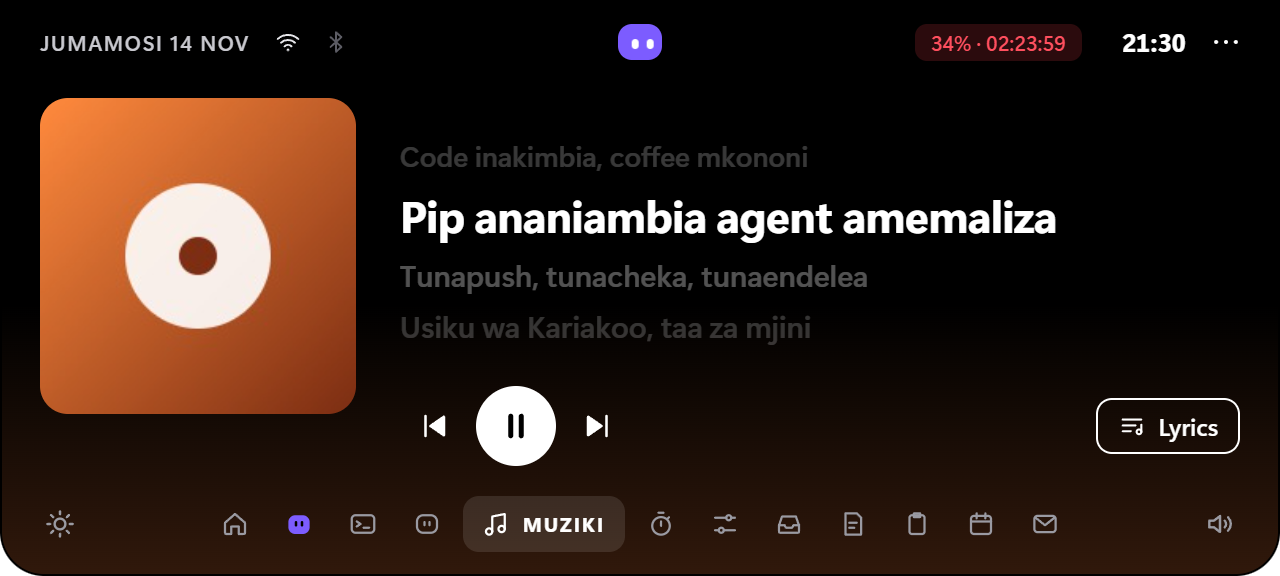 JUMAMOSI 14 NOV
34% · 02:23:59
21:30
Code inakimbia, coffee mkononi
Pip ananiambia agent amemaliza
Tunapush, tunacheka, tunaendelea
Usiku wa Kariakoo, taa za mjini
Lyrics
MUZIKI